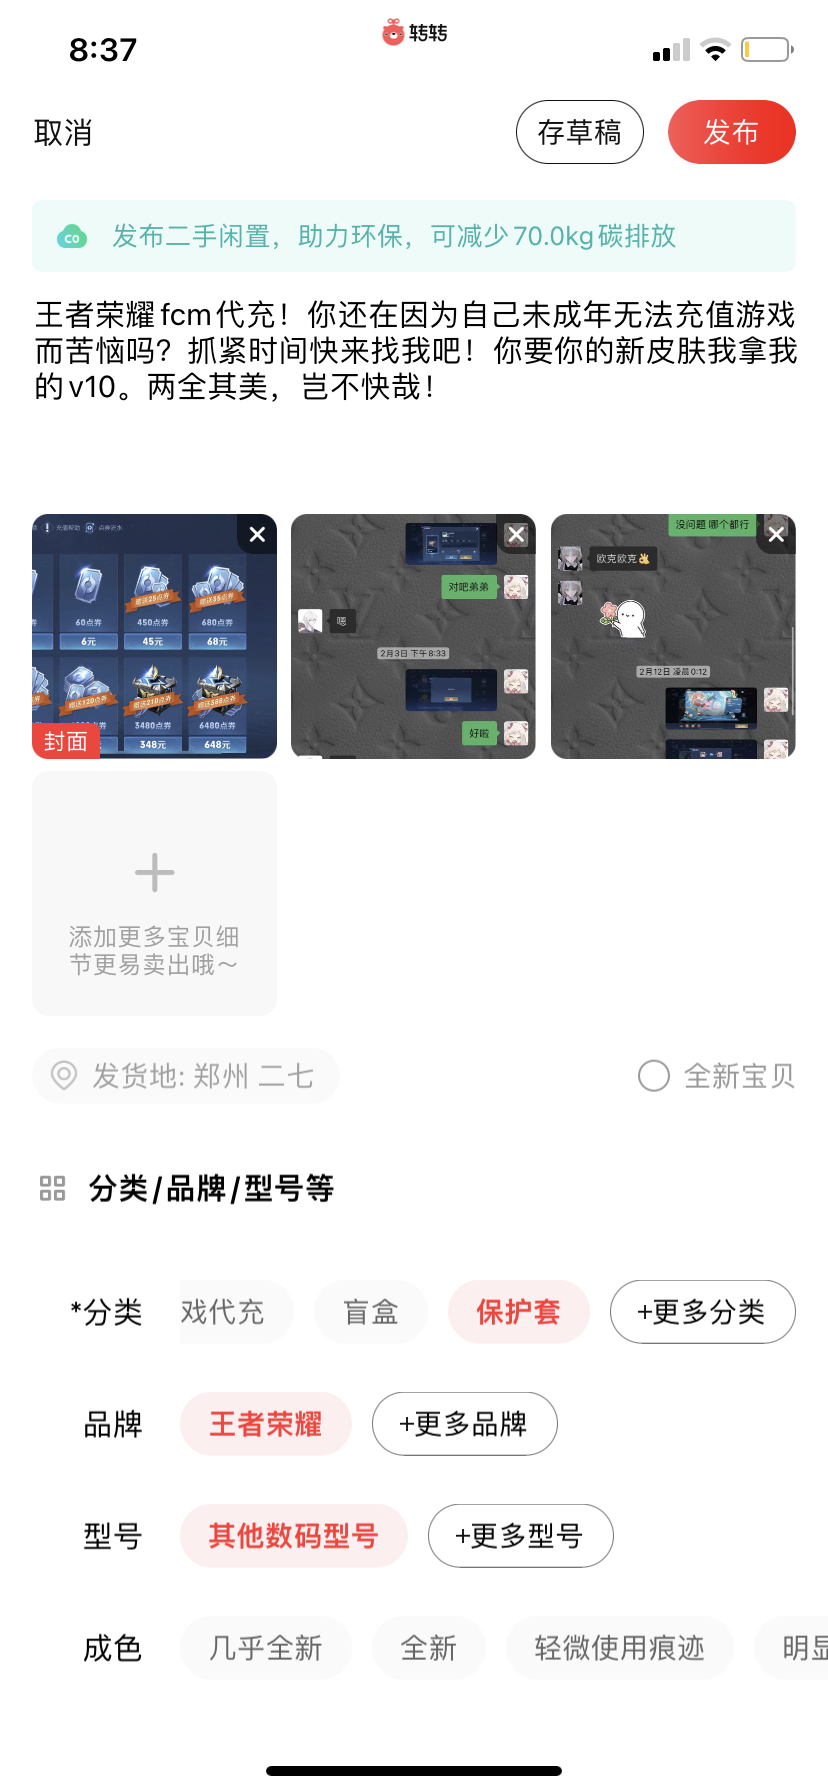 8:37
转转
取消
存草稿
发布
CO
发布二手闲置，助力环保，可减少70.0kg碳排放
王者荣耀fcm代充！你还在因为自己未成年无法充值游戏
而苦恼吗？抓紧时间快来找我吧！你要你的新皮肤我拿我
的v10。两全其美，岂不快哉！
充值帮助
60点券
6元
赠送25点券
450点券
45元
赠送35点券
680点券
68元
赠送120点券
赠送210点券
3480点券
348元
赠送388点券
6480点券
648元
封面
对吧弟弟
嗯
2月3日 下午8:33
好啦
没问题 哪个都行
欧克欧克👌
2月12日 凌晨0:12
添加更多宝贝细
节更易卖出哦～
发货地: 郑州 二七
全新宝贝
分类/品牌/型号等
*分类
戏代充
盲盒
保护套
+更多分类
品牌
王者荣耀
+更多品牌
型号
其他数码型号
+更多型号
成色
几乎全新
全新
轻微使用痕迹
明显